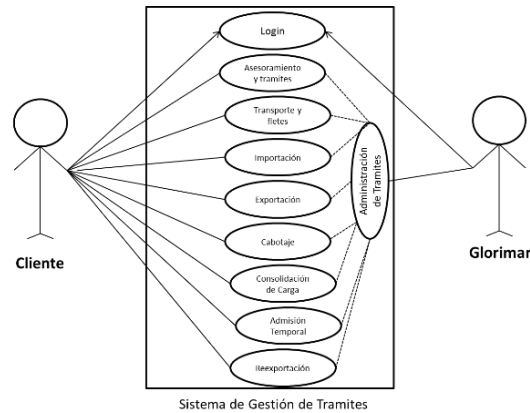 Login
Asesoramiento
y tramites
Transporte y
fletes
Importación
Exportación
Cabotaje
Consolidación
de Carga
Admisión
Temporal
Reexportación
Administración
de Tramites
Cliente
Glorimar
Sistema de Gestión de Tramites